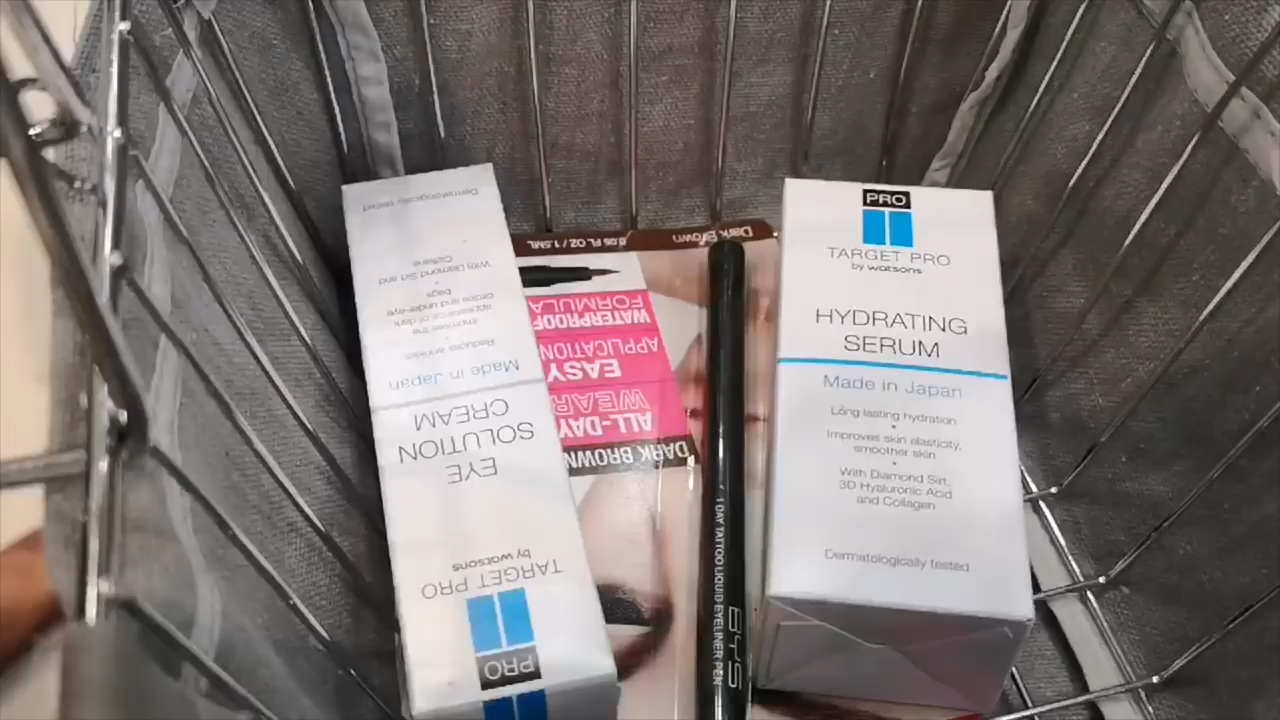 PRO
TARGET PRO
by watsons
EYE
SOLUTION
CREAM
Made in Japan
Reduces wrinkles
•
Improves the
appearance of dark
circles and under-eye
bags
•
With Diamond Sirt and
Caffeine
Dermatologically tested
DARK BROWN
ALL-DAY
WEAR
EASY
APPLICATION
WATERPROOF
FORMULA
Dark Brown
0.05 FL OZ / 1.5ML
BYS
1 DAY TATTOO LIQUID EYELINER PEN
PRO
TARGET PRO
by watsons
HYDRATING
SERUM
Made in Japan
Long lasting hydration
•
Improves skin elasticity,
smoother skin
•
With Diamond Sirt,
3D Hyaluronic Acid
and Collagen
Dermatologically tested